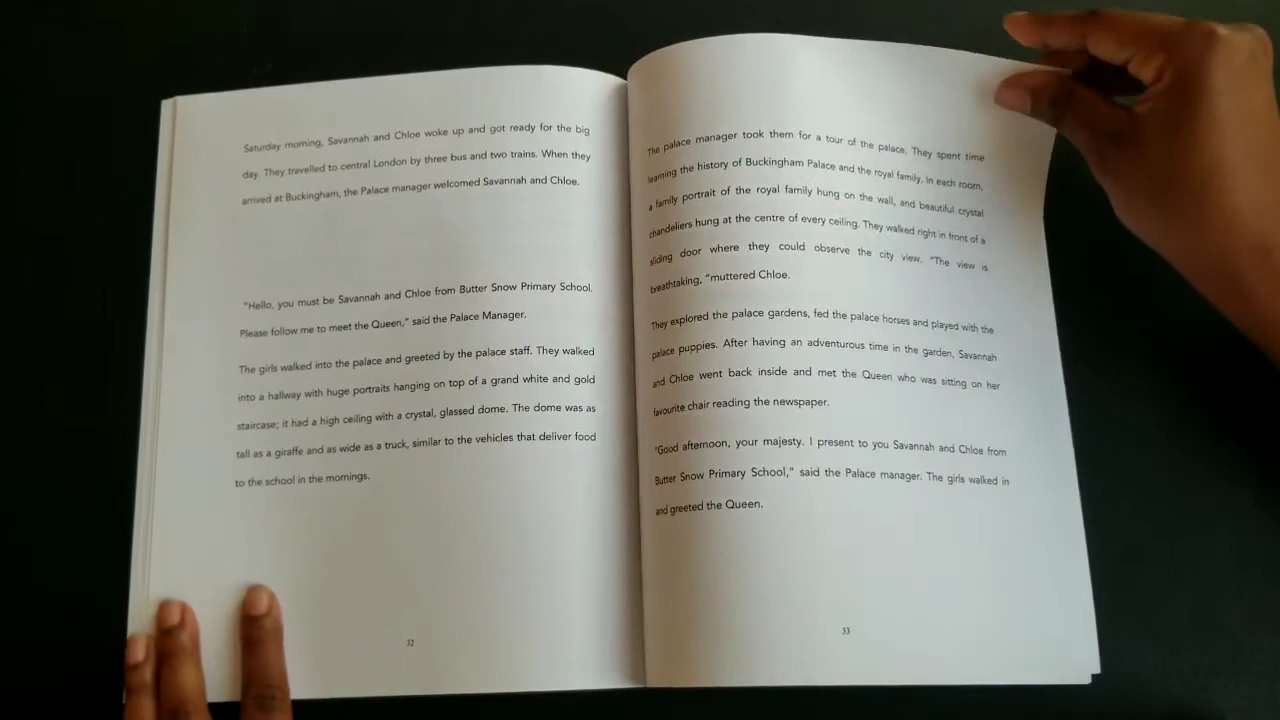 Saturday morning, Savannah and Chloe woke up and got ready for the big
day. They travelled to central London by three bus and two trains. When they
arrived at Buckingham, the Palace manager welcomed Savannah and Chloe.
"Hello, you must be Savannah and Chloe from Butter Snow Primary School.
Please follow me to meet the Queen," said the Palace Manager.
The girls walked into the palace and greeted by the palace staff. They walked
into a hallway with huge portraits hanging on top of a grand white and gold
staircase; it had a high ceiling with a crystal, glassed dome. The dome was as
tall as a giraffe and as wide as a truck, similar to the vehicles that deliver food
to the school in the mornings.
32
The palace manager took them for a tour of the palace. They spent time
learning the history of Buckingham Palace and the royal family. In each room,
a family portrait of the royal family hung on the wall, and beautiful crystal
chandeliers hung at the centre of every ceiling. They walked right in front of a
sliding door where they could observe the city view. "The view is
breathtaking, "muttered Chloe.
They explored the palace gardens, fed the palace horses and played with the
palace puppies. After having an adventurous time in the garden, Savannah
and Chloe went back inside and met the Queen who was sitting on her
favourite chair reading the newspaper.
"Good afternoon, your majesty. I present to you Savannah and Chloe from
Butter Snow Primary School," said the Palace manager. The girls walked in
and greeted the Queen.
33